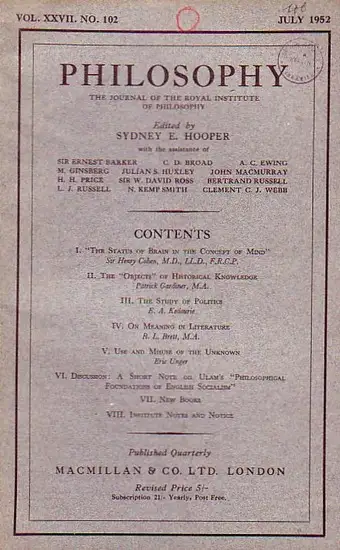 VOL. XXVII. NO. 102 JULY 1952
PHILOSOPHY
THE JOURNAL OF THE ROYAL INSTITUTE
OF PHILOSOPHY
Edited by
SYDNEY E. HOOPER
with the assistance of
SIR ERNEST BARKER C. D. BROAD A. C. EWING
M. GINSBERG JULIAN S. HUXLEY JOHN MACMURRAY
H. H. PRICE SIR W. DAVID ROSS BERTRAND RUSSELL
L. J. RUSSELL N. KEMP SMITH CLEMENT C. J. WEBB
CONTENTS
I. "THE STATUS OF BRAIN IN THE CONCEPT OF MIND"
Sir Henry Cohen, M.D., LL.D., F.R.C.P.
II. THE "OBJECTS" OF HISTORICAL KNOWLEDGE
Patrick Gardiner, M.A.
III. THE STUDY OF POLITICS
E. A.
IV. ON MEANING IN LITERATURE
R. L. Brett, M.A.
V. USE AND MISUSE OF THE UNKNOWN
Eric Unger
VI. DISCUSSION: A SHORT NOTE ON ULAM'S "PHILOSOPHICAL
FOUNDATIONS OF ENGLISH SOCIALISM"
VII. NEW BOOKS
VIII. INSTITUTE NOTES AND NOTICE
Published Quarterly
MACMILLAN & CO. LTD. LONDON
Revised Price 5/-
Subscription 21/- Yearly, Post Free.